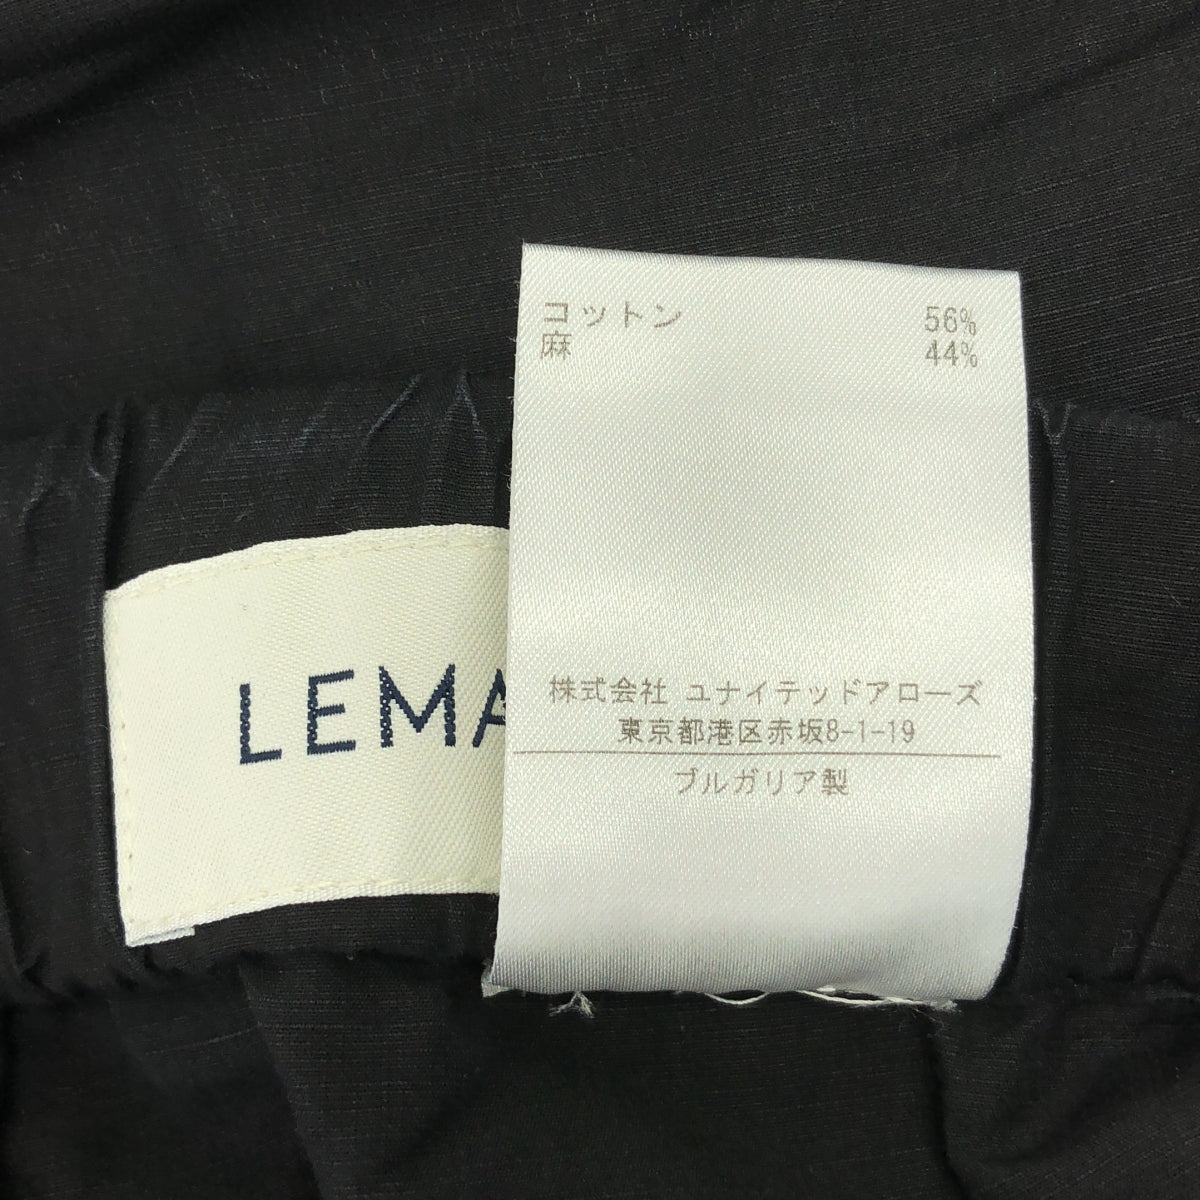 コットン 56%
麻 44%
LEMA
株式会社 ユナイテッドアローズ
東京都港区赤坂8-1-19
ブルガリア製